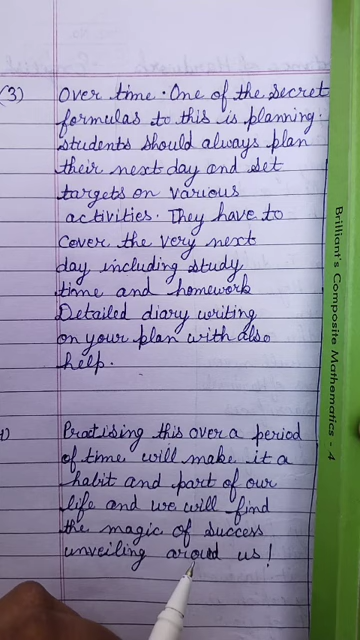 (3) Over time. One of the secret
formulas to this is planning.
students should always plan
their next day and set
targets on various
activities. They have to
cover the very next
day including study
time and homework
Detailed diary writing
on your plan with also
help.
Practising this over a period
of time will make it a
habit and part of our
life and we will find
the magic of success
unveiling around us!
Brilliant's Composite Mathematics - 4